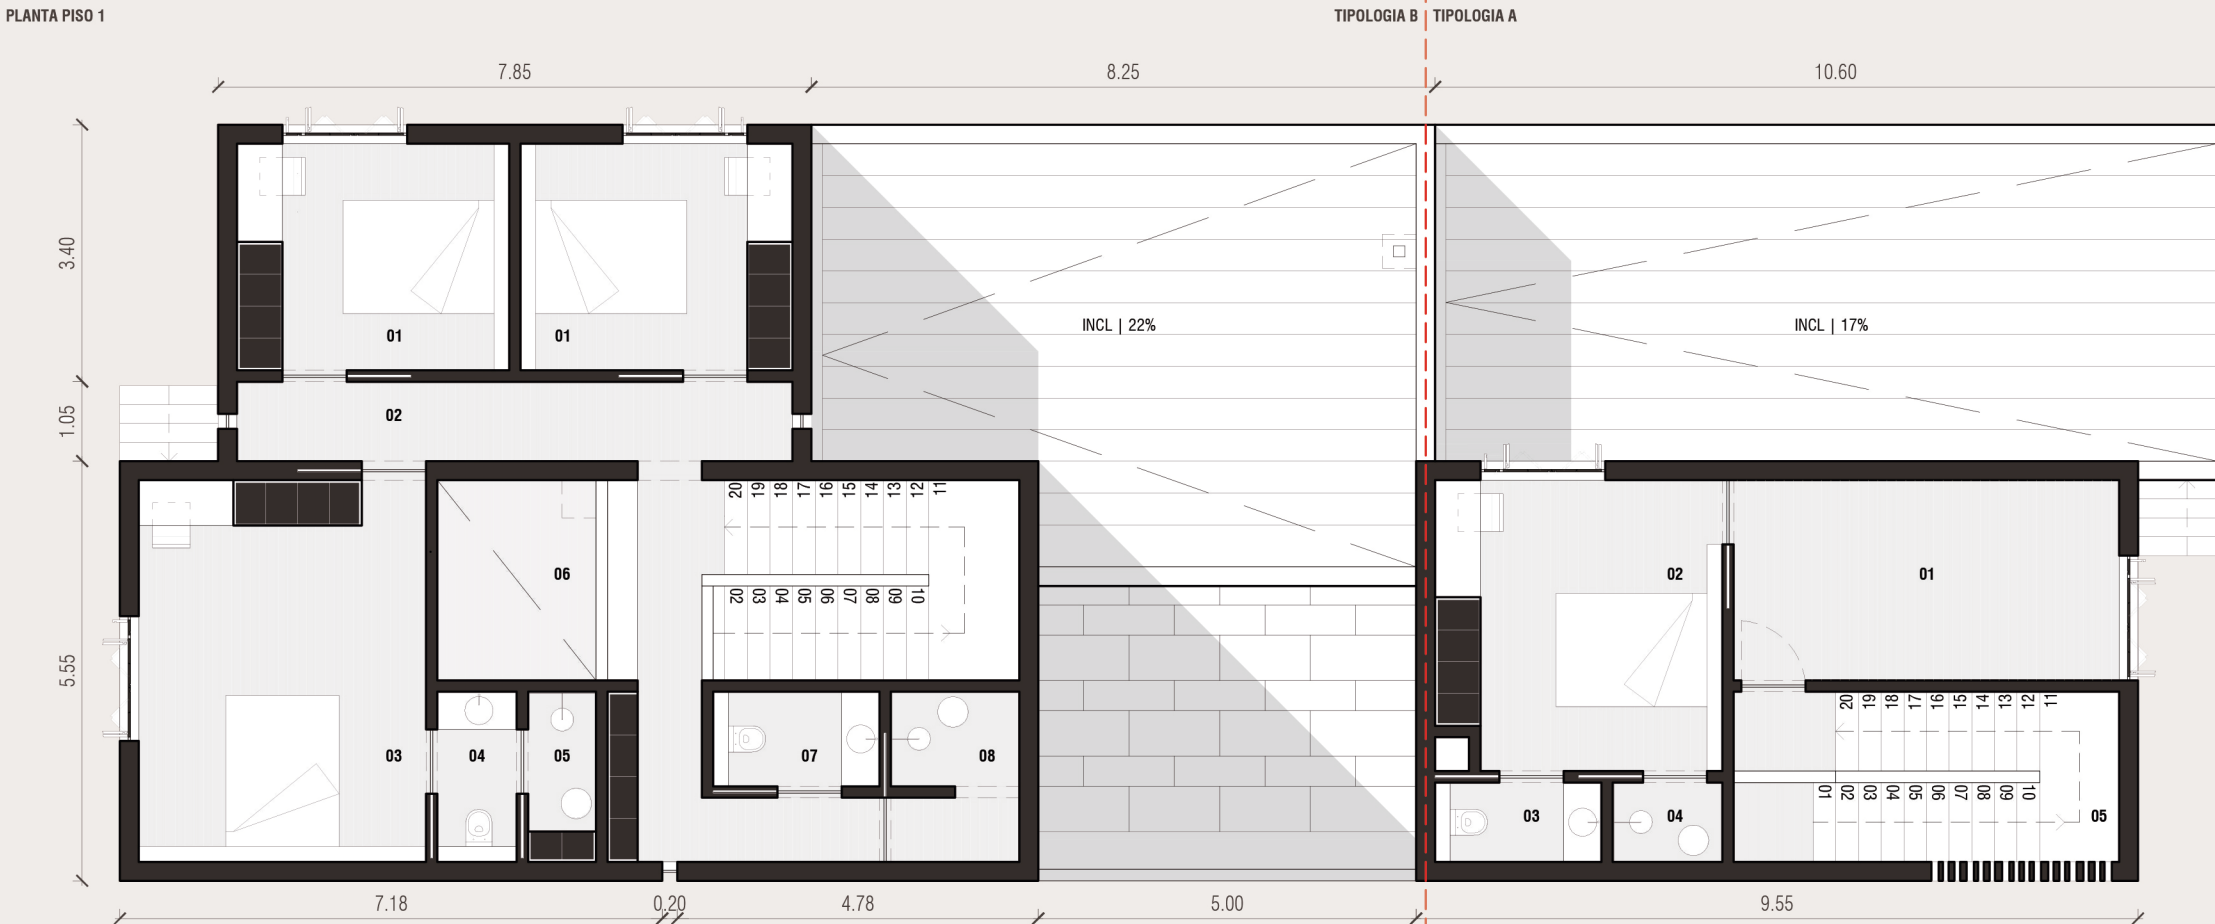 PLANTA PISO 1
TIPOLOGIA B
TIPOLOGIA A
7.85
8.25
10.60
3.40
1.05
5.55
01
01
02
INCL | 22%
INCL | 17%
20 19 18 17 16 15 14 13 12 11
06
02 03 04 05 06 07 08 09 10
03
04
05
07
08
02
01
20 19 18 17 16 15 14 13 12 11
01 02 03 04 05 06 07 08 09 10
03
04
05
7.18
0.20
4.78
5.00
9.55